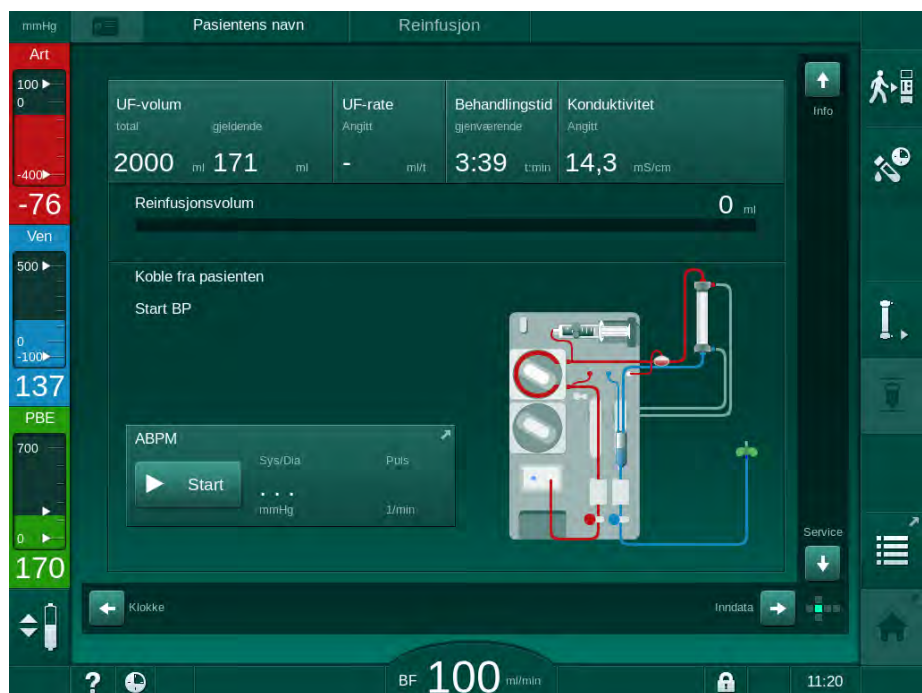 mmHg
Pasientens navn
Reinfusjon
Art
100
0
-400
-76
Ven
500
0
-100
137
PBE
700
0
170
UF-volum
total
gjeldende
2000 ml 171 ml
UF-rate
Angitt
- ml/t
Behandlingstid
gjenværende
3:39 t:min
Konduktivitet
Angitt
14,3 mS/cm
Reinfusjonsvolum
0 ml
Koble fra pasienten
Start BP
ABPM
Start
Sys/Dia
. . .
mmHg
Puls
1/min
Info
Service
Klokke
Inndata
?
BF 100 ml/min
11:20